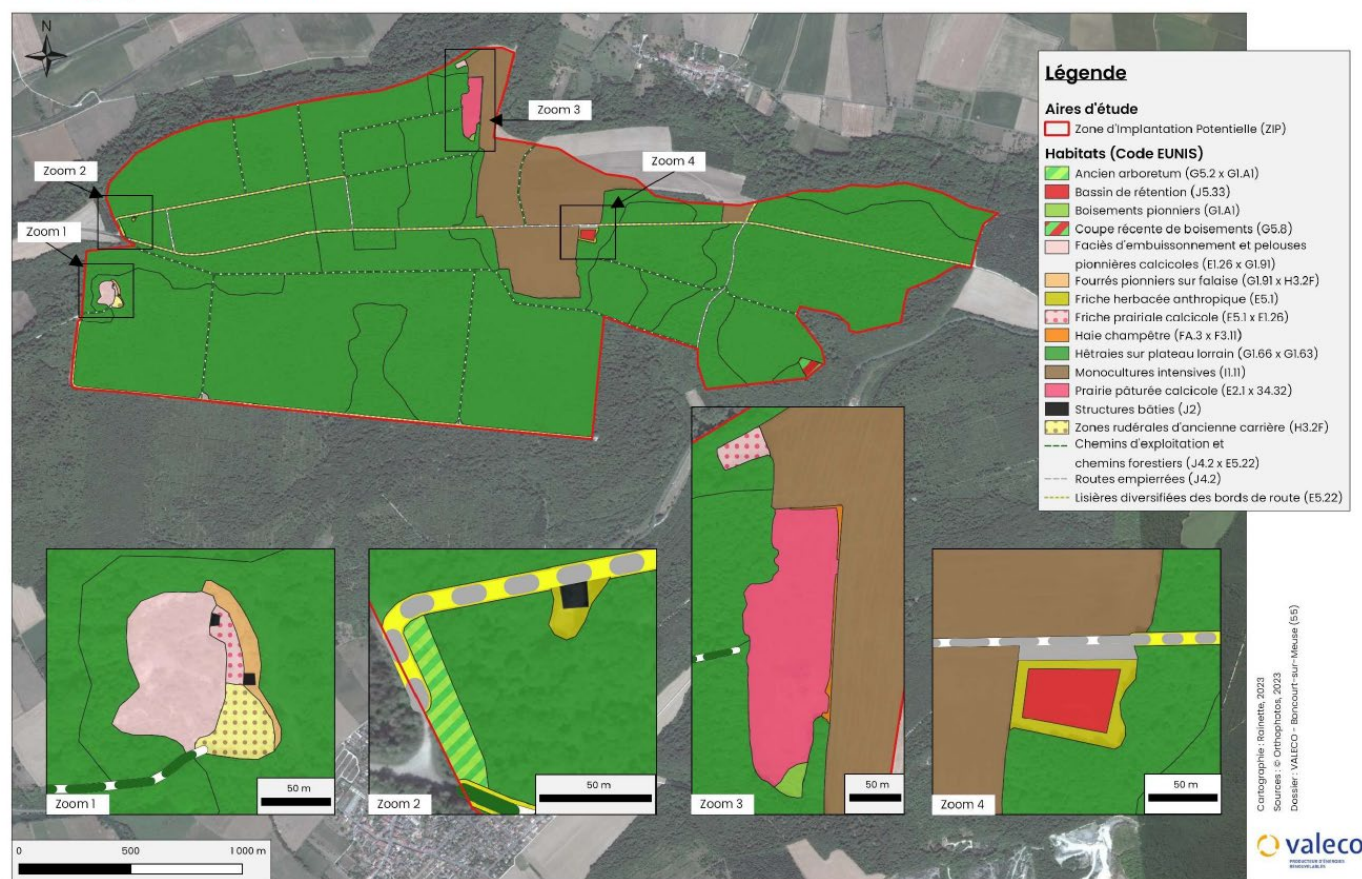 N
Zoom 3
Zoom 2
Zoom 4
Zoom 1
Légende
Aires d'étude
Zone d'Implantation Potentielle (ZIP)
Habitats (Code EUNIS)
Ancien arboretum (G5.2 x G1.A1)
Bassin de rétention (J5.33)
Boisements pionniers (G1.A1)
Coupe récente de boisements (G5.8)
Faciès d'embuissonnement et pelouses
pionnières calcicoles (E1.26 x G1.91)
Fourrés pionniers sur falaise (G1.91 x H3.2F)
Friche herbacée anthropique (E5.1)
Friche prairiale calcicole (E5.1 x E1.26)
Haie champêtre (FA.3 x F3.11)
Hêtraies sur plateau lorrain (G1.66 x G1.63)
Monocultures intensives (I1.11)
Prairie pâturée calcicole (E2.1 x 34.32)
Structures bâties (J2)
Zones rudérales d'ancienne carrière (H3.2F)
Chemins d'exploitation et
chemins forestiers (J4.2 x E5.22)
Routes empierrées (J4.2)
Lisières diversifiées des bords de route (E5.22)
50 m
Zoom 1
50 m
Zoom 2
50 m
Zoom 3
50 m
Zoom 4
0 500 1 000 m
Cartographie : Rainette, 2023
Sources : © Orthophotos, 2023
Dossier : VALECO - Boncourt-sur-Meuse (55)
valeco
PRODUCTEUR D'ÉNERGIES
RENOUVELABLES